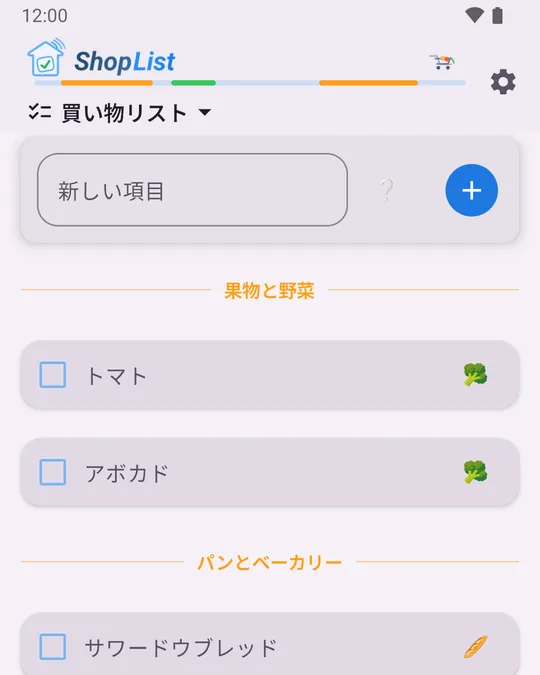 12:00
ShopList
買い物リスト
新しい項目
果物と野菜
トマト
アボカド
パンとベーカリー
サワードウブレッド